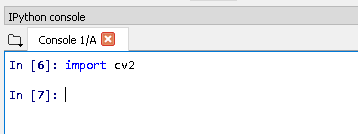 IPython console
Console 1/A
In [6]: import cv2
In [7]: